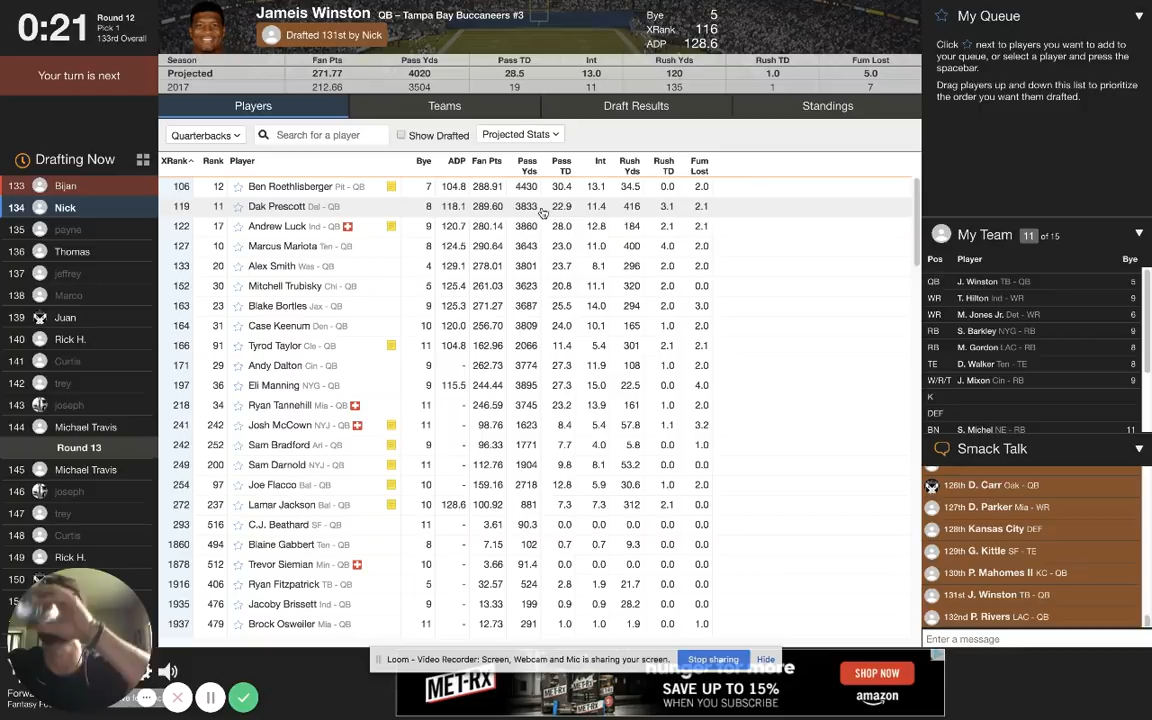 0:21
Round 12
Pick 1
133rd Overall
Your turn is next
Jameis Winston QB – Tampa Bay Buccaneers #3
Drafted 131st by Nick
Bye 5
XRank 116
ADP 128.6
Season Fan Pts Pass Yds Pass TD Int Rush Yds Rush TD Fum Lost
Projected 271.77 4020 28.5 13.0 120 1.0 5.0
2017 212.66 3504 19 11 135 1 7
Players Teams Draft Results Standings
Quarterbacks Search for a player Show Drafted Projected Stats
XRank Rank Player Bye ADP Fan Pts Pass Yds Pass TD Int Rush Yds Rush TD Fum Lost
106 12 Ben Roethlisberger Pit - QB 7 104.8 288.91 4430 30.4 13.1 34.5 0.0 2.0
119 11 Dak Prescott Dal - QB 8 118.1 289.60 3833 22.9 11.4 416 3.1 2.1
122 17 Andrew Luck Ind - QB 9 120.7 280.14 3860 28.0 12.8 184 2.1 2.1
127 10 Marcus Mariota Ten - QB 8 124.5 290.64 3643 23.0 11.0 400 4.0 2.0
133 20 Alex Smith Was - QB 4 129.1 278.01 3801 23.7 8.1 296 2.0 2.0
152 30 Mitchell Trubisky Chi - QB 5 125.4 261.03 3623 20.8 11.1 320 2.0 0.0
163 23 Blake Bortles Jax - QB 9 125.3 271.27 3687 25.5 14.0 294 2.0 3.0
164 31 Case Keenum Den - QB 10 120.0 256.70 3809 24.0 10.1 165 1.0 2.0
166 91 Tyrod Taylor Cle - QB 11 104.8 162.96 2066 11.4 5.4 301 2.1 2.1
171 29 Andy Dalton Cin - QB 9 - 262.73 3774 27.3 11.9 108 1.0 2.0
197 36 Eli Manning NYG - QB 9 115.5 244.44 3895 27.3 15.0 22.5 0.0 4.0
218 34 Ryan Tannehill Mia - QB 11 - 246.59 3745 23.2 13.9 161 1.0 2.0
241 242 Josh McCown NYJ - QB 11 - 98.76 1623 8.4 5.4 57.8 1.1 3.2
242 252 Sam Bradford Ari - QB 9 - 96.33 1771 7.7 4.0 5.8 0.0 1.0
249 200 Sam Darnold NYJ - QB 11 - 112.76 1904 9.8 8.1 53.2 0.0 0.0
254 97 Joe Flacco Bal - QB 10 - 159.16 2718 12.8 5.9 30.6 1.0 2.0
272 237 Lamar Jackson Bal - QB 10 128.6 100.92 881 7.3 7.3 312 2.1 0.0
293 516 C.J. Beathard SF - QB 11 - 3.61 90.3 0.0 0.0 0.0 0.0 0.0
1860 494 Blaine Gabbert Ten - QB 8 - 7.15 102 0.7 0.7 9.3 0.0 0.0
1878 512 Trevor Siemian Min - QB 10 - 3.66 91.4 0.0 0.0 0.0 0.0 0.0
1916 406 Ryan Fitzpatrick TB - QB 5 - 32.57 524 2.8 1.9 21.7 0.0 0.0
1935 476 Jacoby Brissett Ind - QB 9 - 13.33 199 0.9 0.9 28.2 0.0 0.0
1937 479 Brock Osweiler Mia - QB 11 - 12.73 291 1.0 1.0 1.9 0.0 0.0
Drafting Now
133 Bijan
134 Nick
135 payne
136 Thomas
137 jeffrey
138 Marco
139 Juan
140 Rick H.
141 Curtis
142 trey
143 joseph
144 Michael Travis
Round 13
145 Michael Travis
146 joseph
147 trey
148 Curtis
149 Rick H.
150
My Queue
Click next to players you want to add to
your queue, or select a player and press the
spacebar.
Drag players up and down this list to prioritize
the order you want them drafted.
My Team 11 of 15
Pos Player Bye
QB J. Winston TB - QB 5
WR T. Hilton Ind - WR 9
WR M. Jones Jr. Det - WR 6
RB S. Barkley NYG - RB 9
RB M. Gordon LAC - RB 8
TE D. Walker Ten - TE 8
W/R/T J. Mixon Cin - RB 9
K
DEF
BN S. Michel NE - RB 11
Smack Talk
126th D. Carr Oak - QB
127th D. Parker Mia - WR
128th Kansas City DEF
129th G. Kittle SF - TE
130th P. Mahomes II KC - QB
131st J. Winston TB - QB
132nd P. Rivers LAC - QB
Enter a message
Loom - Video Recorder: Screen, Webcam and Mic is sharing your screen. Stop sharing Hide
MET-RX
hunger for more
SAVE UP TO 15%
WHEN YOU SUBSCRIBE
SHOP NOW
amazon